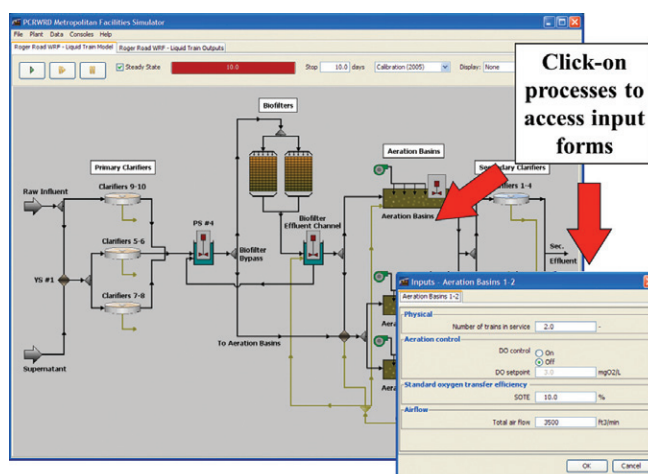 PCRWRD Metropolitan Facilities Simulator
File Plant Data Consoles Help
Roger Road WRF - Liquid Train Model Roger Road WRF - Liquid Train Outputs
Steady State 10.0 Stop 10.0 days Calibration (2005) Display: None
Click-on
processes to
access input
forms
Biofilters
Aeration Basins
Primary Clarifiers
Secondary Clarifiers
Clarifiers 9-10
1-4
Raw Influent
Aeration Basins
PS #4
Biofilter
Effluent Channel
Clarifiers 5-6
Biofilter
Bypass
Sec.
Effluent
YS #1
Clarifiers 7-8
To Aeration Basins
Supernatant
Inputs - Aeration Basins 1-2
Aeration Basins 1-2
Physical
Number of trains in service 2.0 -
Aeration control
DO control On
Off
DO setpoint 3.0 mgO2/L
Standard oxygen transfer efficiency
SOTE 10.0 %
Airflow
Total air flow 2500 ft3/min
OK Cancel